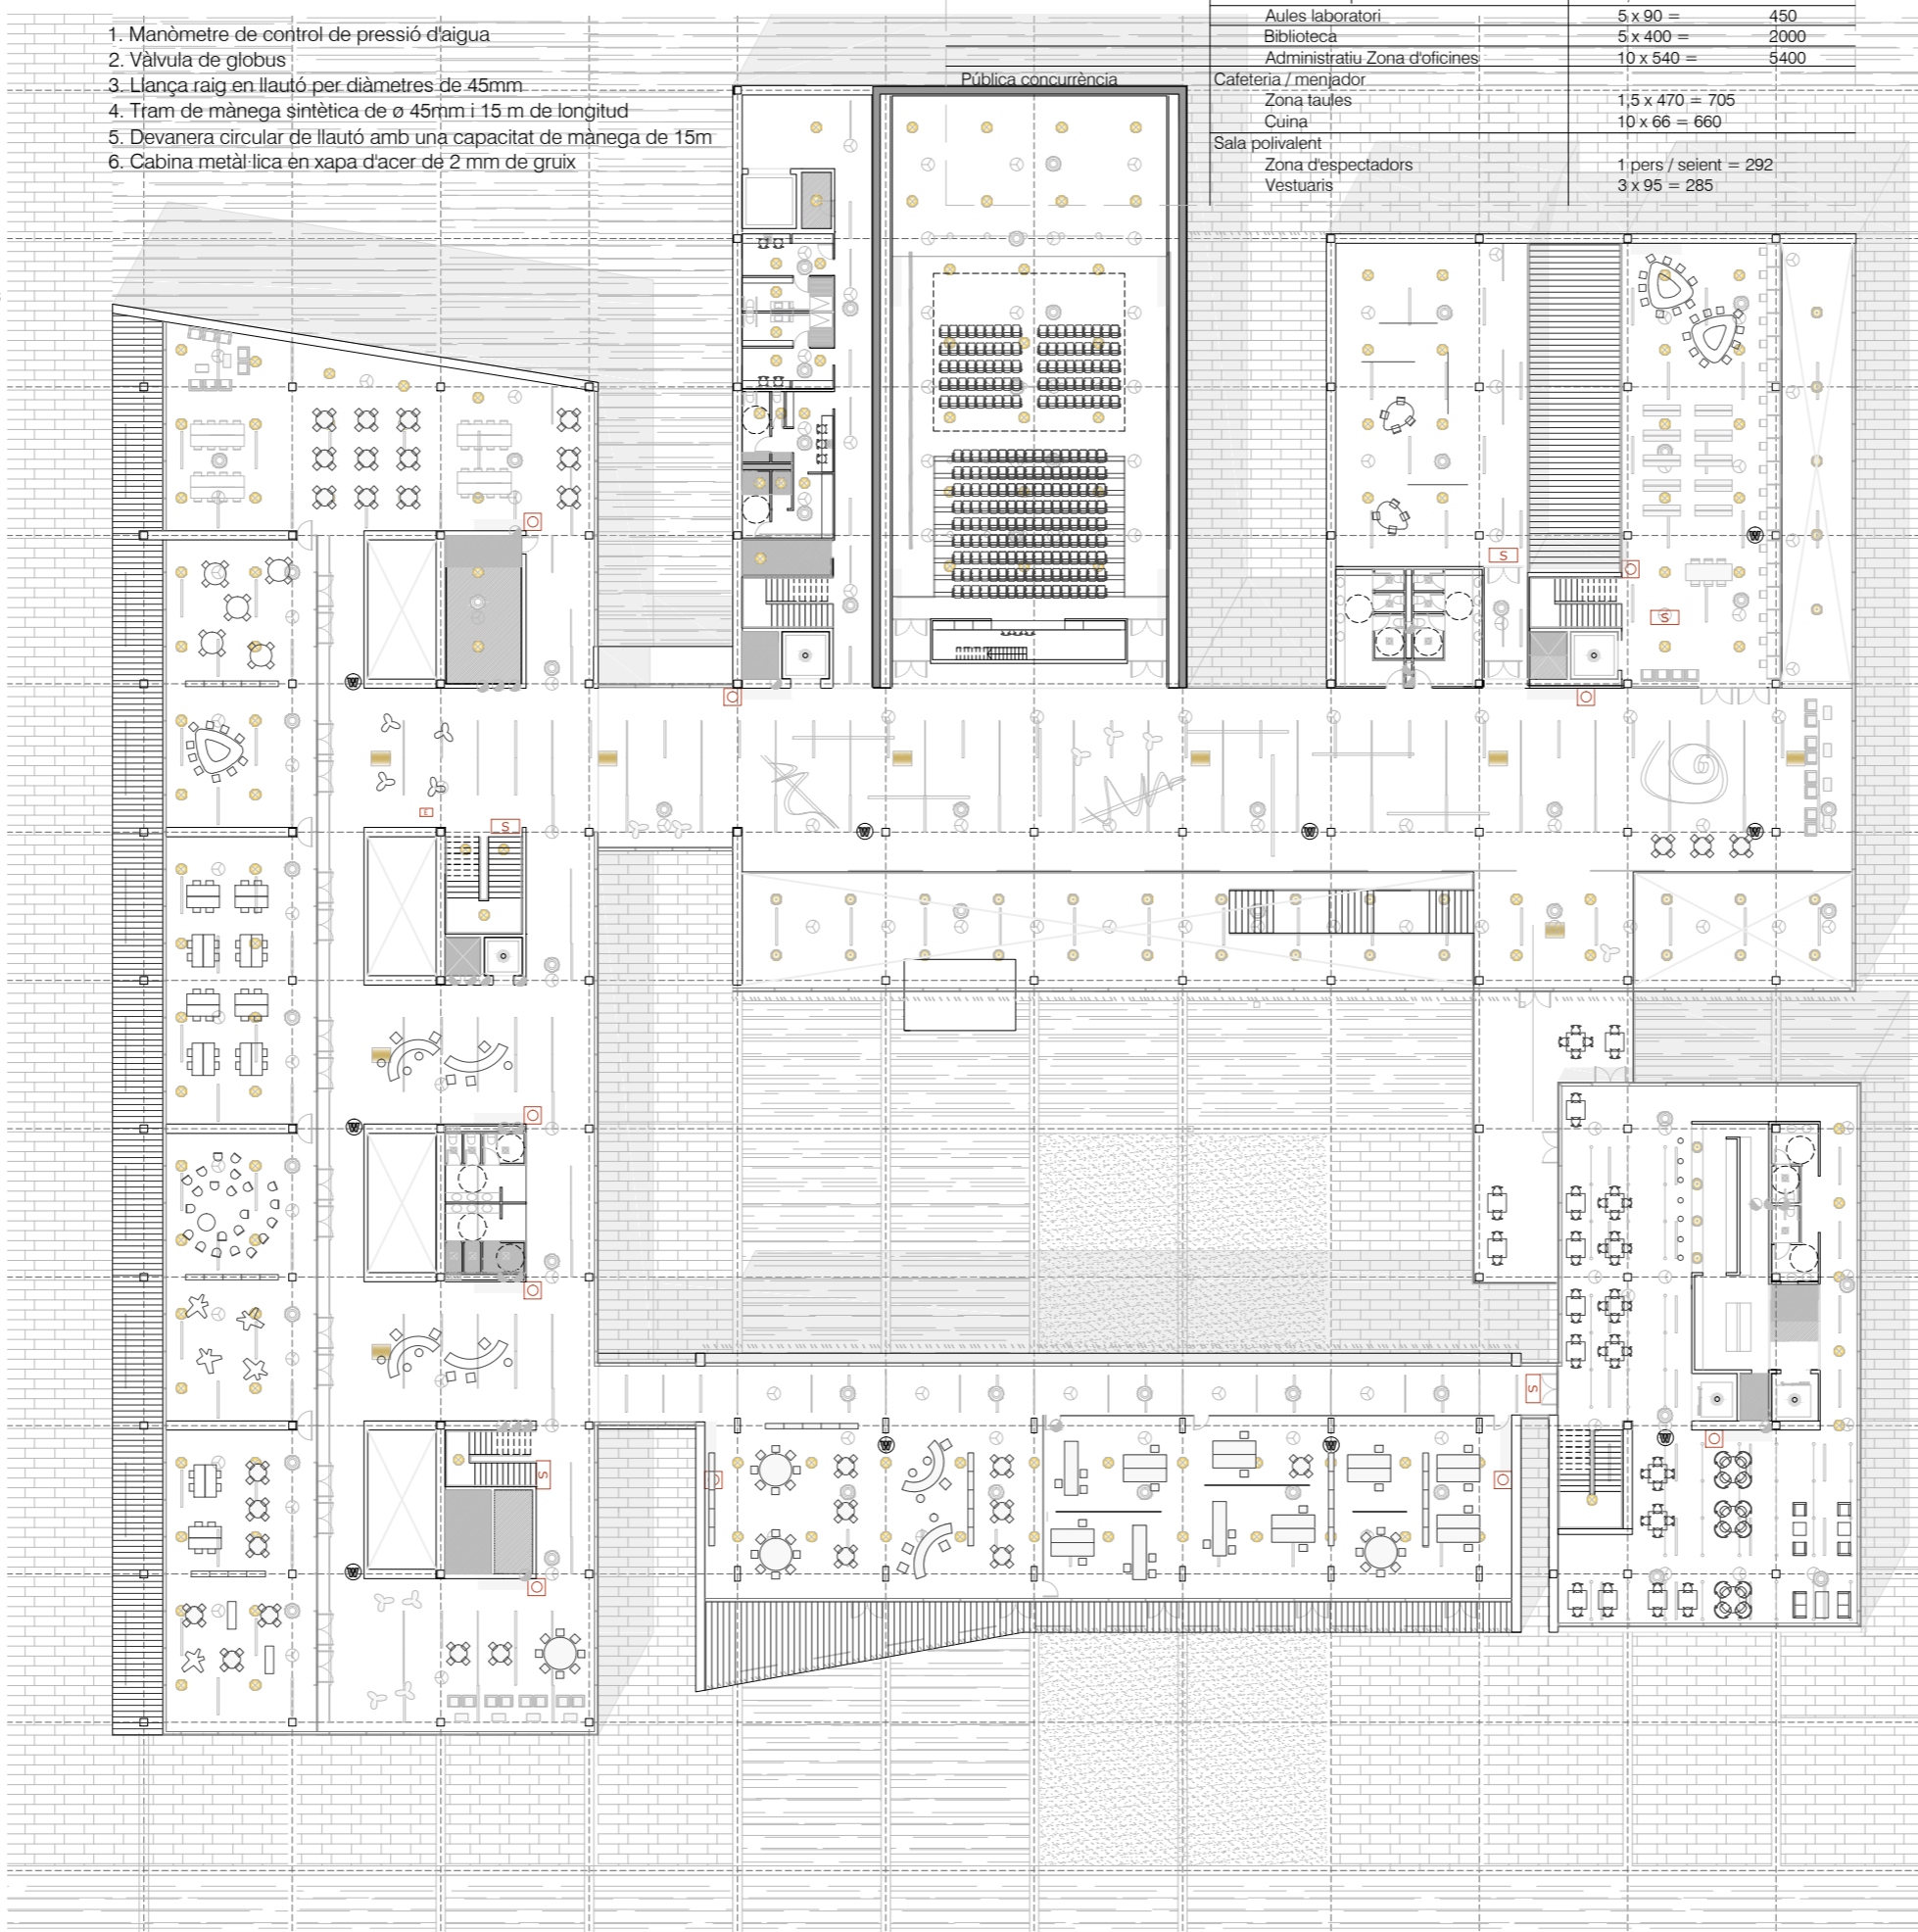 1. Manòmetre de control de pressió d'aigua
2. Vàlvula de globus
3. Llança raig en llautó per diàmetres de 45mm
4. Tram de mànega sintètica de ø 45mm i 15 m de longitud
5. Devanera circular de llautó amb una capacitat de mànega de 15m
6. Cabina metàl·lica en xapa d'acer de 2 mm de gruix
Aules laboratori 5 x 90 = 450
Biblioteca 5 x 400 = 2000
Administratiu Zona d'oficines 10 x 540 = 5400
Pública concurrència Cafeteria / menjador
Zona taules 1,5 x 470 = 705
Cuina 10 x 66 = 660
Sala polivalent
Zona d'espectadors 1 pers / seient = 292
Vestuaris 3 x 95 = 285
S
S
W
W
E
S
W
W
W
W
S
W
W
W
S
W